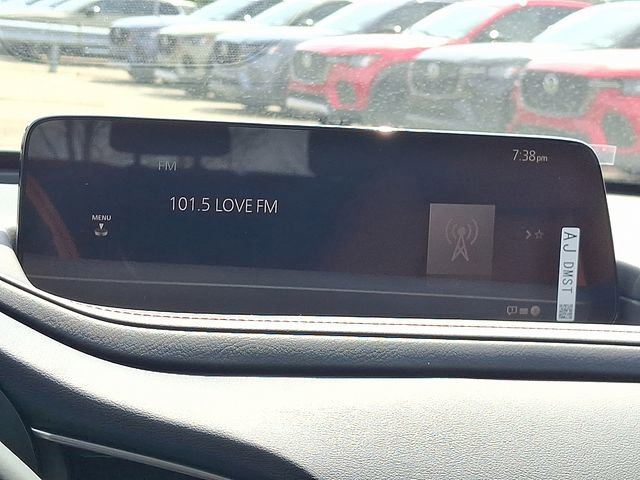 7:38pm
FM
101.5 LOVE FM
MENU
AJ DMST